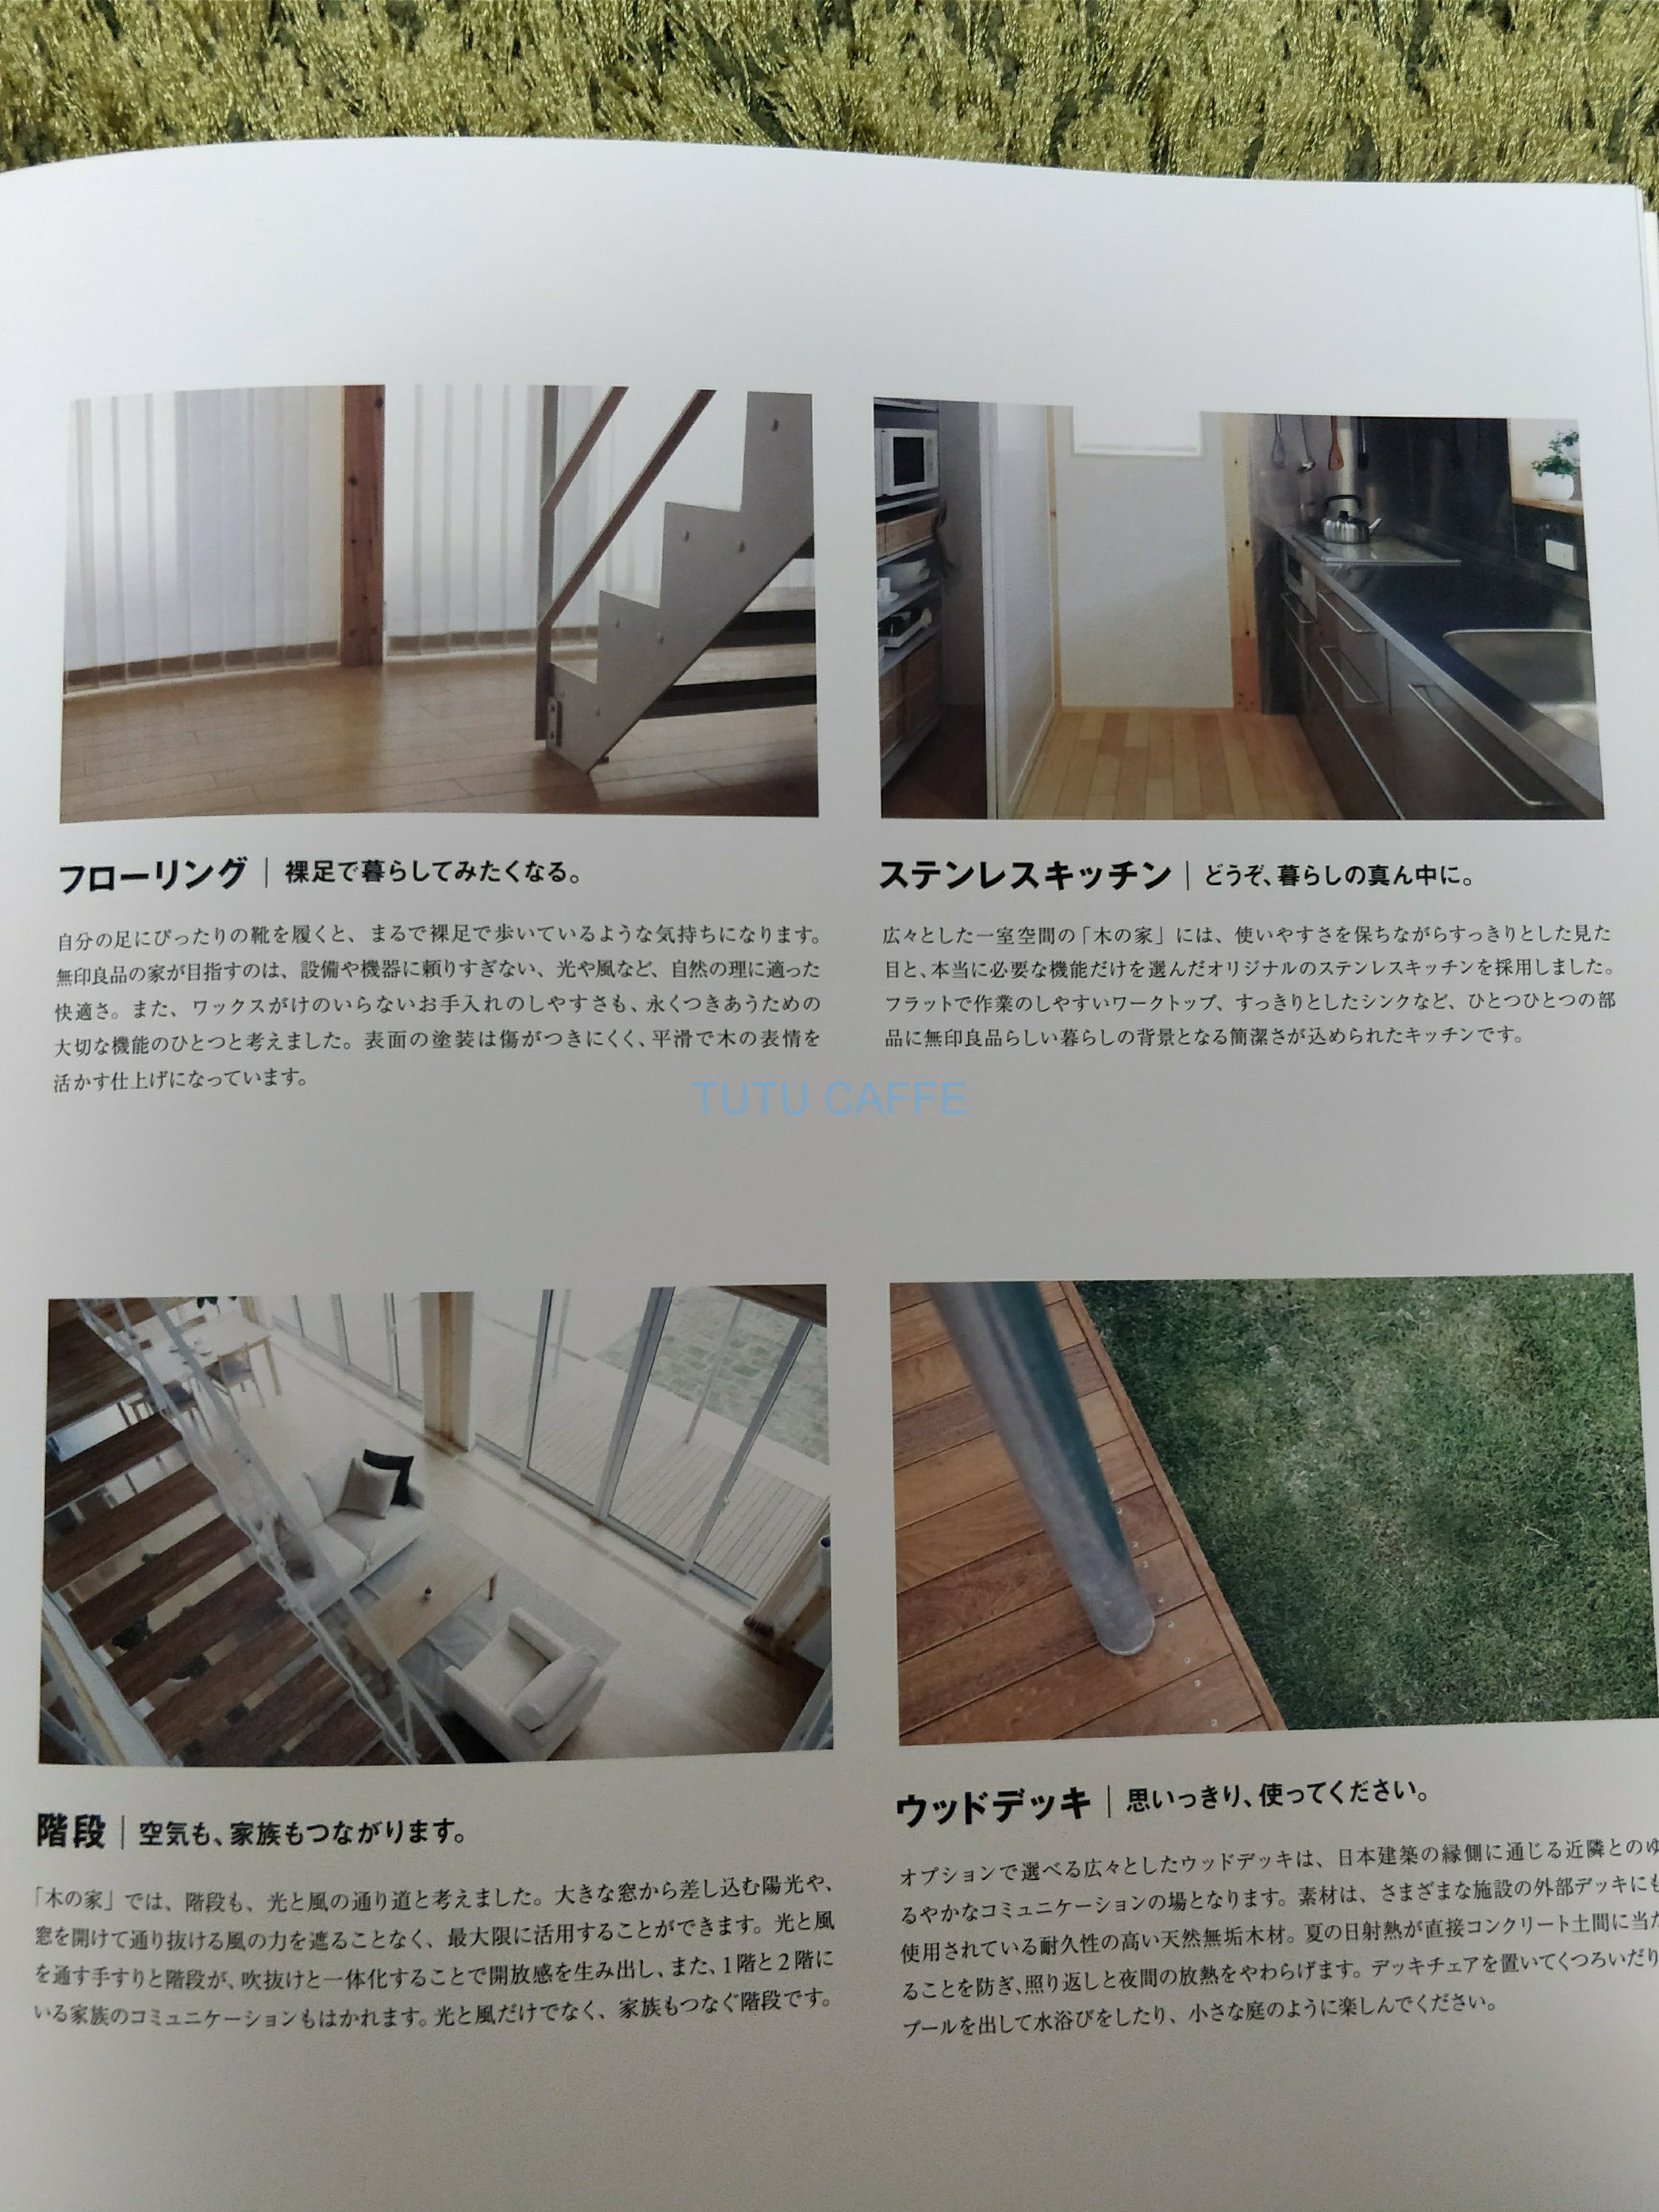 フローリング｜裸足で暮らしてみたくなる。
自分の足にぴったりの靴を履くと、まるで裸足で歩いているような気持ちになります。
無印良品の家が目指すのは、設備や機器に頼りすぎない、光や風など、自然の理に適った
快適さ。また、ワックスがけのいらないお手入れのしやすさも、永くつきあうための
大切な機能のひとつと考えました。表面の塗装は傷がつきにくく、平滑で木の表情を
活かす仕上げになっています。
ステンレスキッチン｜どうぞ、暮らしの真ん中に。
広々とした一室空間の「木の家」には、使いやすさを保ちながらすっきりとした見た
目と、本当に必要な機能だけを選んだオリジナルのステンレスキッチンを採用しました。
フラットで作業のしやすいワークトップ、すっきりとしたシンクなど、ひとつひとつの部
品に無印良品らしい暮らしの背景となる簡潔さが込められたキッチンです。
TUTU CAFFE
階段｜空気も、家族もつながります。
「木の家」では、階段も、光と風の通り道と考えました。大きな窓から差し込む陽光や、
窓を開けて通り抜ける風の力を遮ることなく、最大限に活用することができます。光と風
を通す手すりと階段が、吹抜けと一体化することで開放感を生み出し、また、1階と2階に
いる家族のコミュニケーションもはかれます。光と風だけでなく、家族もつなぐ階段です。
ウッドデッキ｜思いっきり、使ってください。
オプションで選べる広々としたウッドデッキは、日本建築の縁側に通じる近隣とのゆ
るやかなコミュニケーションの場となります。素材は、さまざまな施設の外部デッキにも
使用されている耐久性の高い天然無垢木材。夏の日射熱が直接コンクリート土間に当た
ることを防ぎ、照り返しと夜間の放熱をやわらげます。デッキチェアを置いてくつろいだり
プールを出して水浴びをしたり、小さな庭のように楽しんでください。